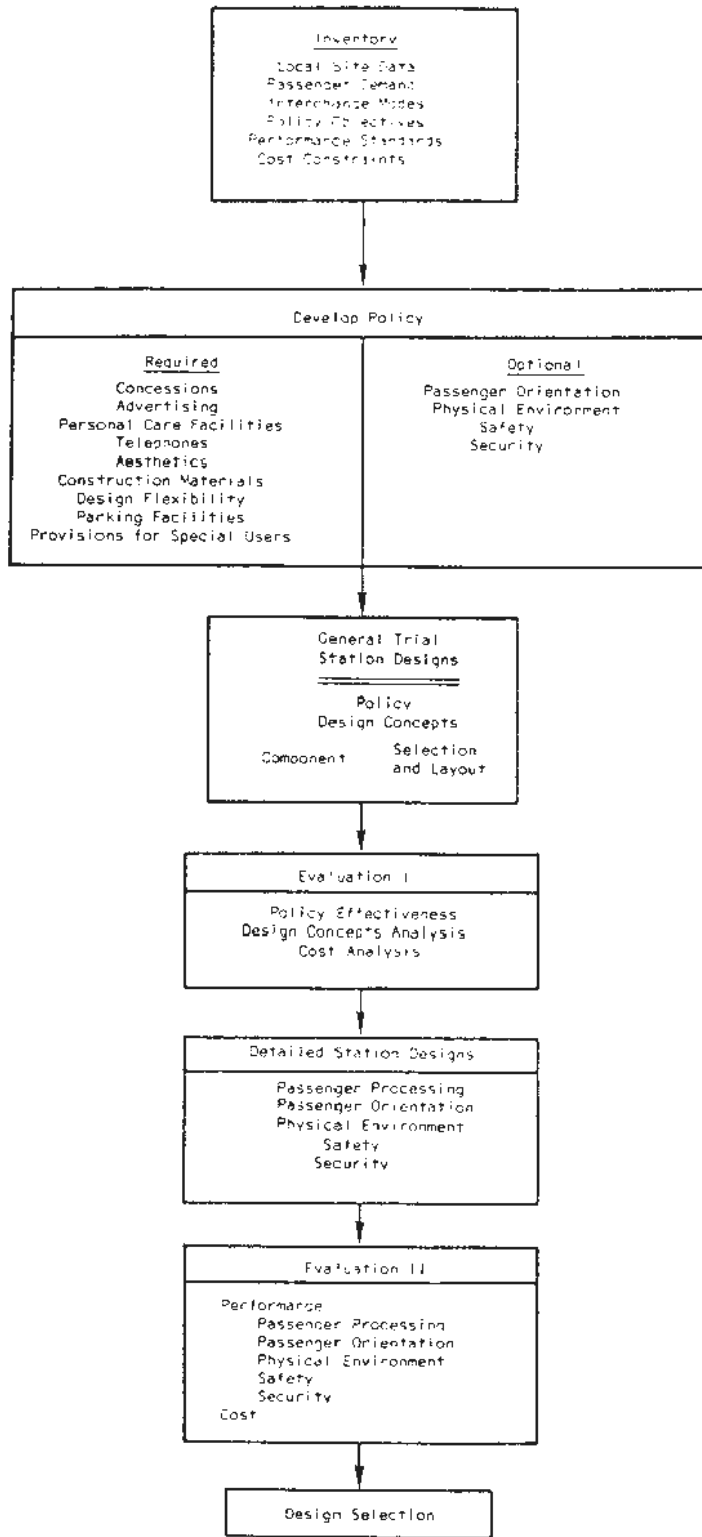 Inventory
Local Site Data
Passenger Demand
Interchange Modes
Policy Objectives
Performance Standards
Cost Constraints
Develop Policy
Required
Concessions
Advertising
Personal Care Facilities
Telephones
Aesthetics
Construction Materials
Design Flexibility
Parking Facilities
Provisions for Special Users
Optional
Passenger Orientation
Physical Environment
Safety
Security
General Trial
Station Designs
Policy
Design Concepts
Component
Selection
and Layout
Evaluation I
Policy Effectiveness
Design Concepts Analysis
Cost Analysis
Detailed Station Designs
Passenger Processing
Passenger Orientation
Physical Environment
Safety
Security
Evaluation II
Performance
Passenger Processing
Passenger Orientation
Physical Environment
Safety
Security
Cost
Design Selection